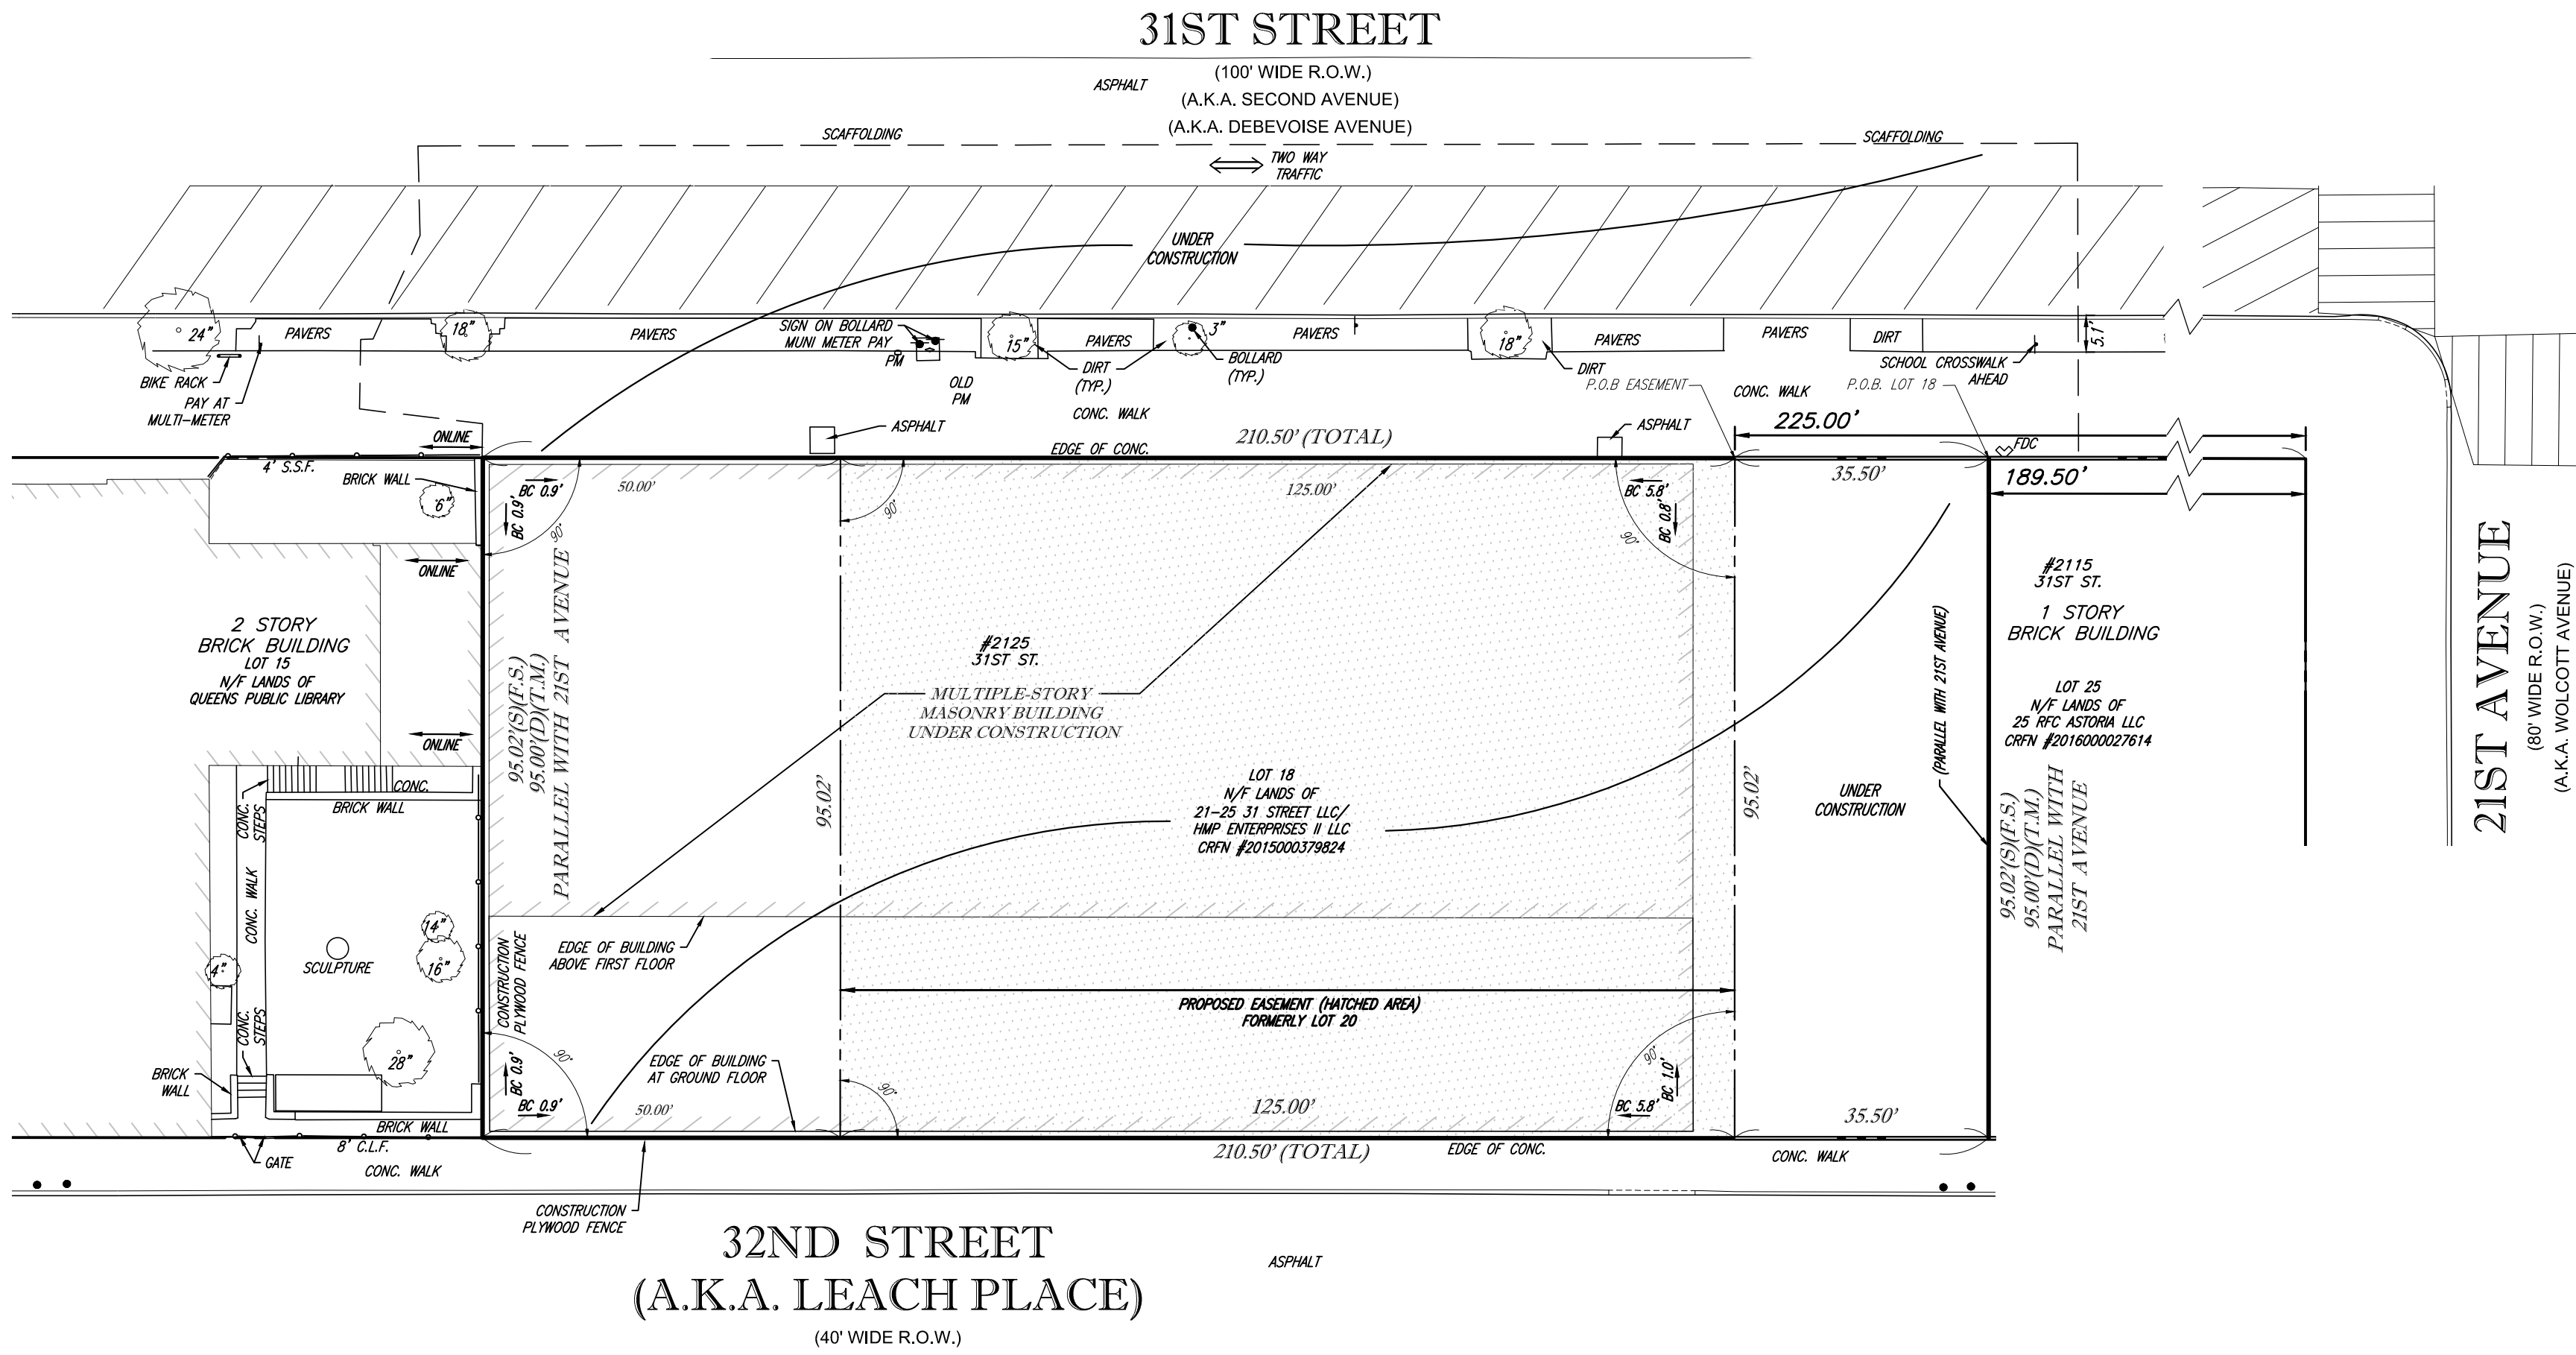 31ST STREET
(100' WIDE R.O.W.)
ASPHALT
(A.K.A. SECOND AVENUE)
(A.K.A. DEBEVOISE AVENUE)
SCAFFOLDING
SCAFFOLDING
TWO WAY
TRAFFIC
UNDER
CONSTRUCTION
24"
PAVERS
18"
PAVERS
SIGN ON BOLLARD
MUNI METER PAY
PM
15"
PAVERS
3"
PAVERS
18"
PAVERS
PAVERS
DIRT
5.1'
BIKE RACK
PAY AT
MULTI-METER
OLD
PM
DIRT
(TYP.)
BOLLARD
(TYP.)
DIRT
SCHOOL CROSSWALK
AHEAD
P.O.B EASEMENT
P.O.B. LOT 18
CONC. WALK
CONC. WALK
225.00'
ASPHALT
ASPHALT
ONLINE
210.50' (TOTAL)
EDGE OF CONC.
FDC
4' S.S.F.
BRICK WALL
6"
BC 0.9'
BC 0.9'
90°
50.00'
90°
125.00'
BC 5.8'
BC 0.8'
90°
35.50'
189.50'
ONLINE
ONLINE
2 STORY
BRICK BUILDING
LOT 15
N/F LANDS OF
QUEENS PUBLIC LIBRARY
95.02'(S)(F.S.)
95.00'(D)(T.M.)
PARALLEL WITH 21ST AVENUE
#2125
31ST ST.
MULTIPLE-STORY
MASONRY BUILDING
UNDER CONSTRUCTION
95.02'
LOT 18
N/F LANDS OF
21-25 31 STREET LLC/
HMP ENTERPRISES II LLC
CRFN #2015000379824
95.02'
UNDER
CONSTRUCTION
(PARALLEL WITH 21ST AVENUE)
#2115
31ST ST.
1 STORY
BRICK BUILDING
LOT 25
N/F LANDS OF
25 RFC ASTORIA LLC
CRFN #2016000027614
95.02'(S)(F.S.)
95.00'(D)(T.M.)
PARALLEL WITH
21ST AVENUE
21ST AVENUE
(80' WIDE R.O.W.)
(A.K.A. WOLCOTT AVENUE)
CONC.
BRICK WALL
CONC.
STEPS
CONC. WALK
14"
16"
4"
SCULPTURE
CONC.
STEPS
28"
BRICK
WALL
BRICK WALL
8' C.L.F.
GATE
CONC. WALK
CONSTRUCTION
PLYWOOD FENCE
EDGE OF BUILDING
ABOVE FIRST FLOOR
PROPOSED EASEMENT (HATCHED AREA)
FORMERLY LOT 20
EDGE OF BUILDING
AT GROUND FLOOR
90°
BC 0.9'
BC 0.9'
50.00'
90°
125.00'
90°
BC 1.0'
BC 5.8'
35.50'
210.50' (TOTAL)
EDGE OF CONC.
CONC. WALK
CONSTRUCTION
PLYWOOD FENCE
32ND STREET
(A.K.A. LEACH PLACE)
(40' WIDE R.O.W.)
ASPHALT